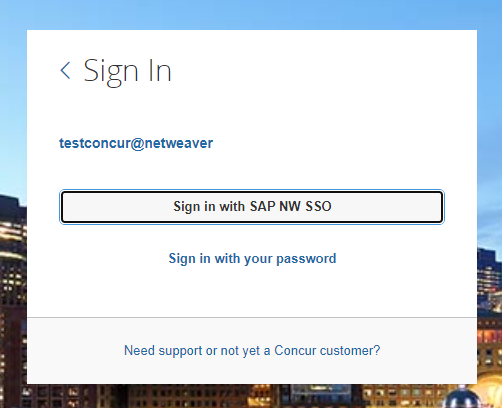 Sign In
testconcur@netweaver
Sign in with SAP NW SSO
Sign in with your password
Need support or not yet a Concur customer?